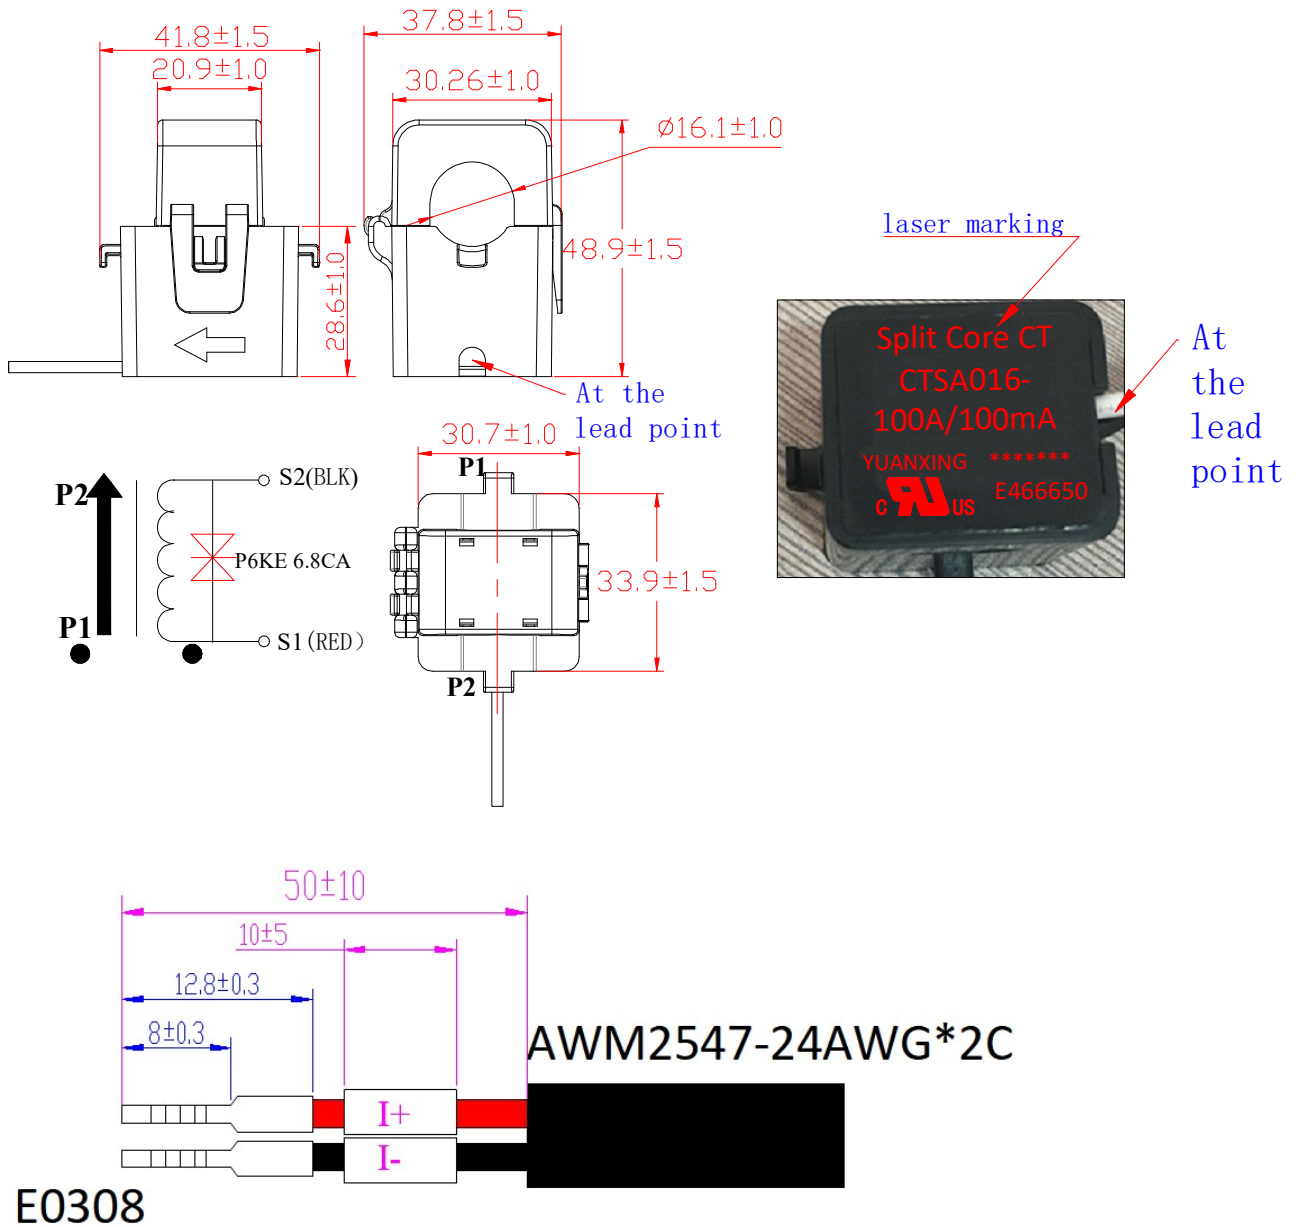 41.8±1.5
20.9±1.0
28.6±1.0
37.8±1.5
30.26±1.0
⌀16.1±1.0
48.9±1.5
At the
lead point
laser marking
Split Core CT
CTSA016-
100A/100mA
YUANXING *******
c RU US E466650
At
the
lead
point
P2
P1
S2(BLK)
P6KE 6.8CA
S1(RED)
30.7±1.0
P1
33.9±1.5
P2
50±10
10±5
12.8±0.3
8±0.3
AWM2547-24AWG*2C
I+
I-
E0308